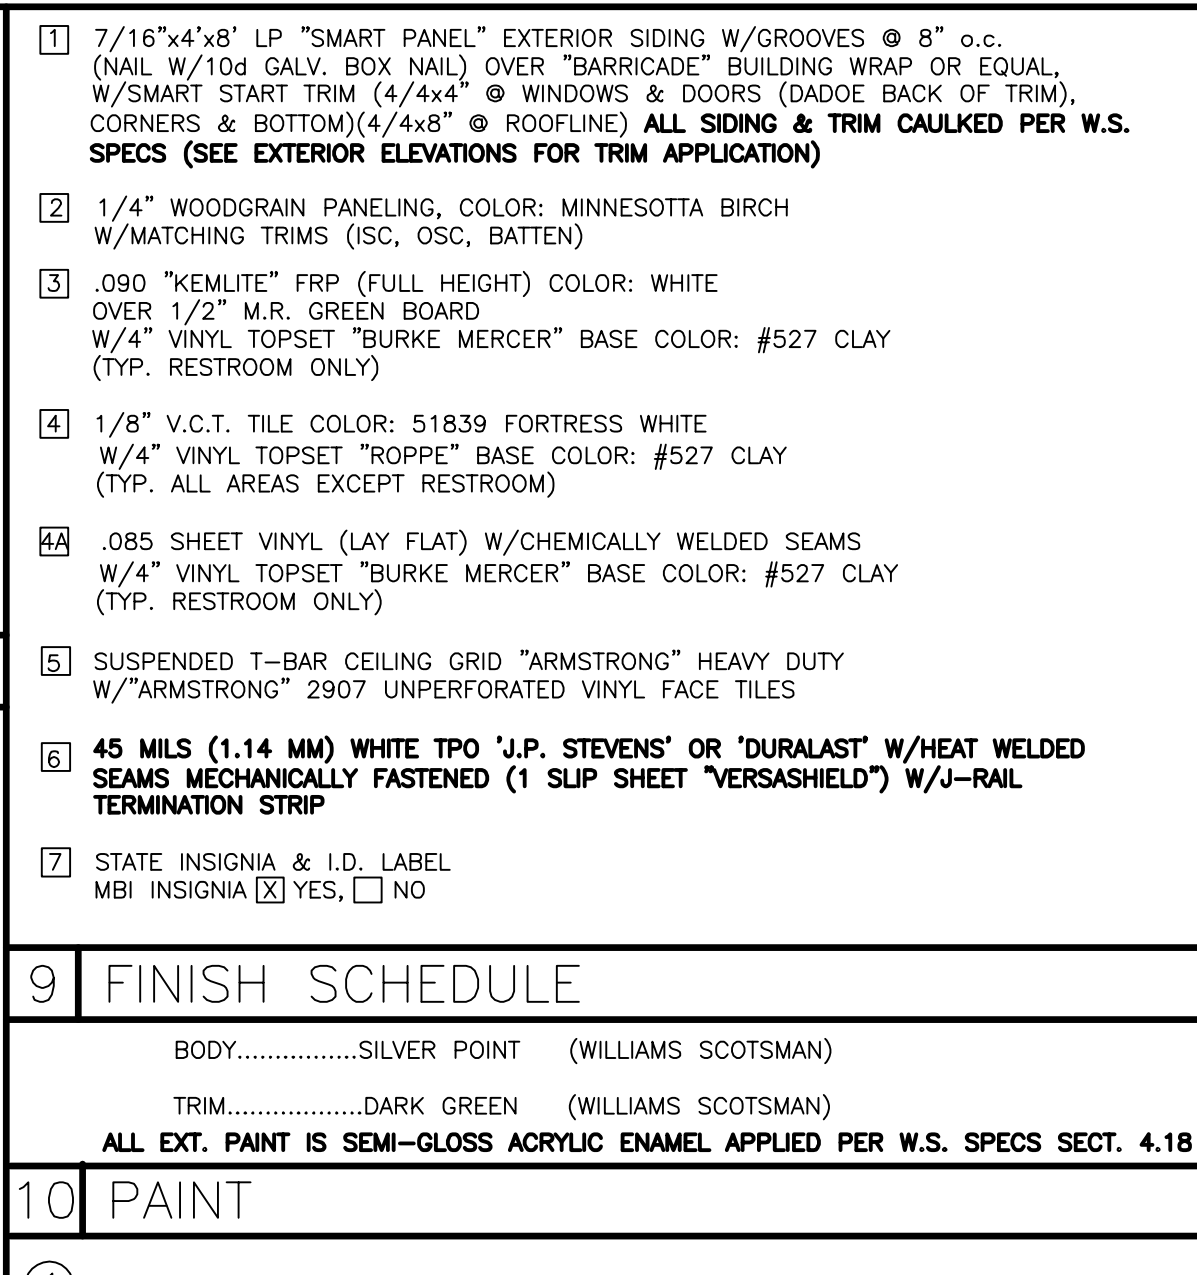 1 7/16"x4'x8' LP "SMART PANEL" EXTERIOR SIDING W/GROOVES @ 8" o.c.
(NAIL W/10d GALV. BOX NAIL) OVER "BARRICADE" BUILDING WRAP OR EQUAL,
W/SMART START TRIM (4/4x4" @ WINDOWS & DOORS (DADOE BACK OF TRIM),
CORNERS & BOTTOM)(4/4x8" @ ROOFLINE) ALL SIDING & TRIM CAULKED PER W.S.
SPECS (SEE EXTERIOR ELEVATIONS FOR TRIM APPLICATION)
2 1/4" WOODGRAIN PANELING, COLOR: MINNESOTTA BIRCH
W/MATCHING TRIMS (ISC, OSC, BATTEN)
3 .090 "KEMLITE" FRP (FULL HEIGHT) COLOR: WHITE
OVER 1/2" M.R. GREEN BOARD
W/4" VINYL TOPSET "BURKE MERCER" BASE COLOR: #527 CLAY
(TYP. RESTROOM ONLY)
4 1/8" V.C.T. TILE COLOR: 51839 FORTRESS WHITE
W/4" VINYL TOPSET "ROPPE" BASE COLOR: #527 CLAY
(TYP. ALL AREAS EXCEPT RESTROOM)
4A .085 SHEET VINYL (LAY FLAT) W/CHEMICALLY WELDED SEAMS
W/4" VINYL TOPSET "BURKE MERCER" BASE COLOR: #527 CLAY
(TYP. RESTROOM ONLY)
5 SUSPENDED T-BAR CEILING GRID "ARMSTRONG" HEAVY DUTY
W/"ARMSTRONG" 2907 UNPERFORATED VINYL FACE TILES
6 45 MILS (1.14 MM) WHITE TPO 'J.P. STEVENS' OR 'DURALAST' W/HEAT WELDED
SEAMS MECHANICALLY FASTENED (1 SLIP SHEET "VERSASHIELD") W/J-RAIL
TERMINATION STRIP
7 STATE INSIGNIA & I.D. LABEL
MBI INSIGNIA X YES, NO
9 FINISH SCHEDULE
BODY................SILVER POINT (WILLIAMS SCOTSMAN)
TRIM..................DARK GREEN (WILLIAMS SCOTSMAN)
ALL EXT. PAINT IS SEMI-GLOSS ACRYLIC ENAMEL APPLIED PER W.S. SPECS SECT. 4.18
10 PAINT